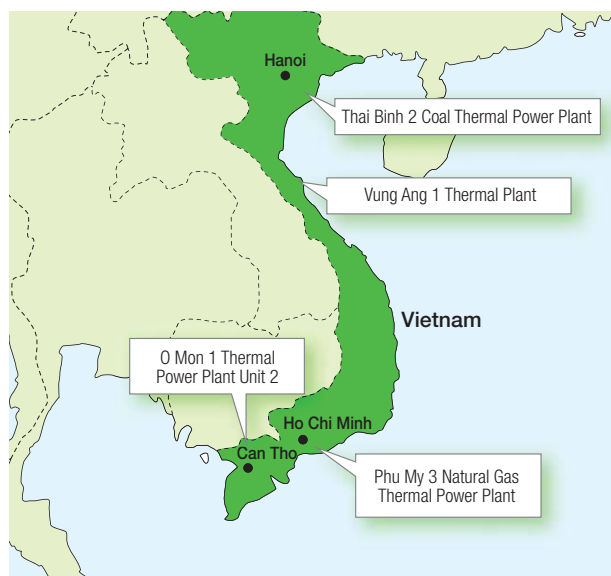 Hanoi
Thai Binh 2 Coal Thermal Power Plant
Vung Ang 1 Thermal Plant
Vietnam
O Mon 1 Thermal
Power Plant Unit 2
Ho Chi Minh
Can Tho
Phu My 3 Natural Gas
Thermal Power Plant